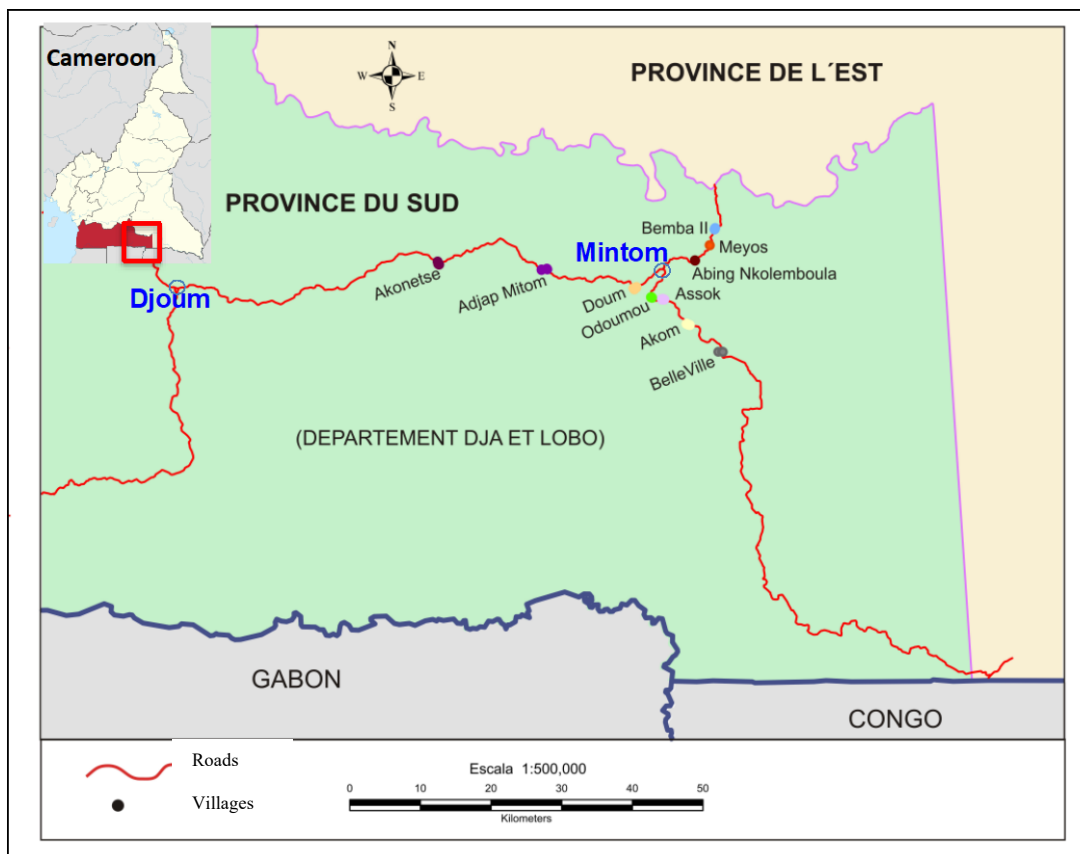 Cameroon
N
W E
S
PROVINCE DE L´EST
PROVINCE DU SUD
Bemba II
Meyos
Mintom
Abing Nkolemboula
Akonetse
Adjap Mitom
Djoum
Doum
Assok
Odoumou
Akom
BelleVille
(DEPARTEMENT DJA ET LOBO)
GABON
CONGO
Roads
Villages
Escala 1:500,000
0 10 20 30 40 50
Kilometers